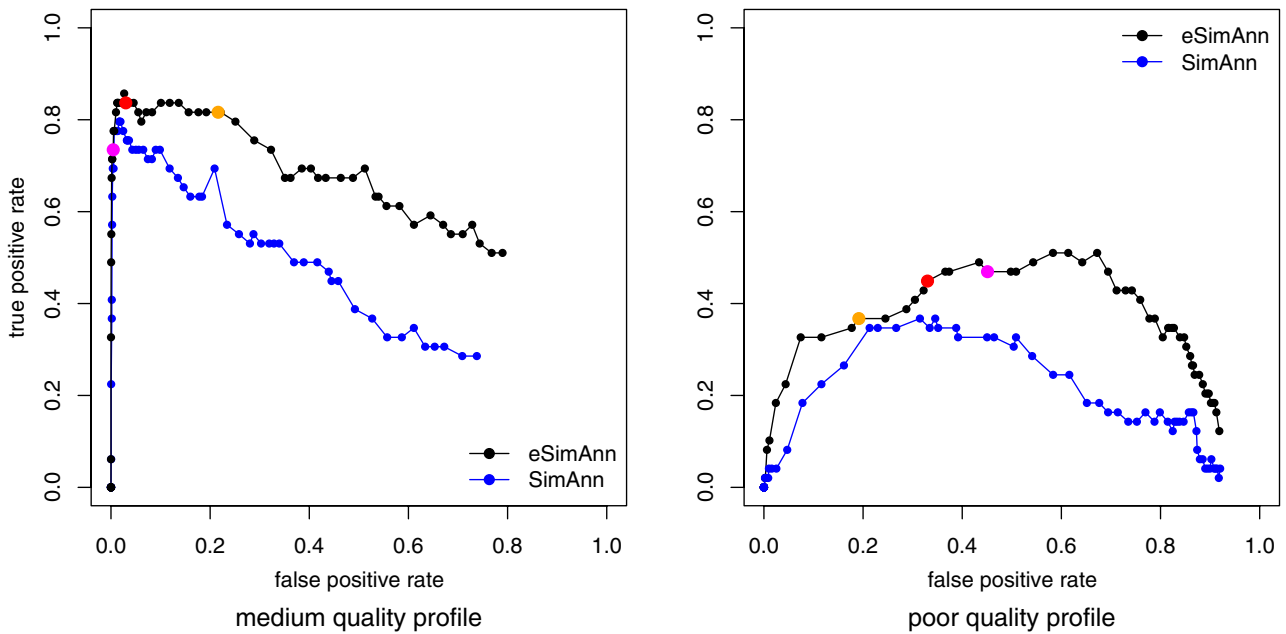 1.0
0.8
0.6
0.4
0.2
0.0
true positive rate
eSimAnn
SimAnn
0.0 0.2 0.4 0.6 0.8 1.0
false positive rate
medium quality profile
1.0
0.8
0.6
0.4
0.2
0.0
eSimAnn
SimAnn
0.0 0.2 0.4 0.6 0.8 1.0
false positive rate
poor quality profile